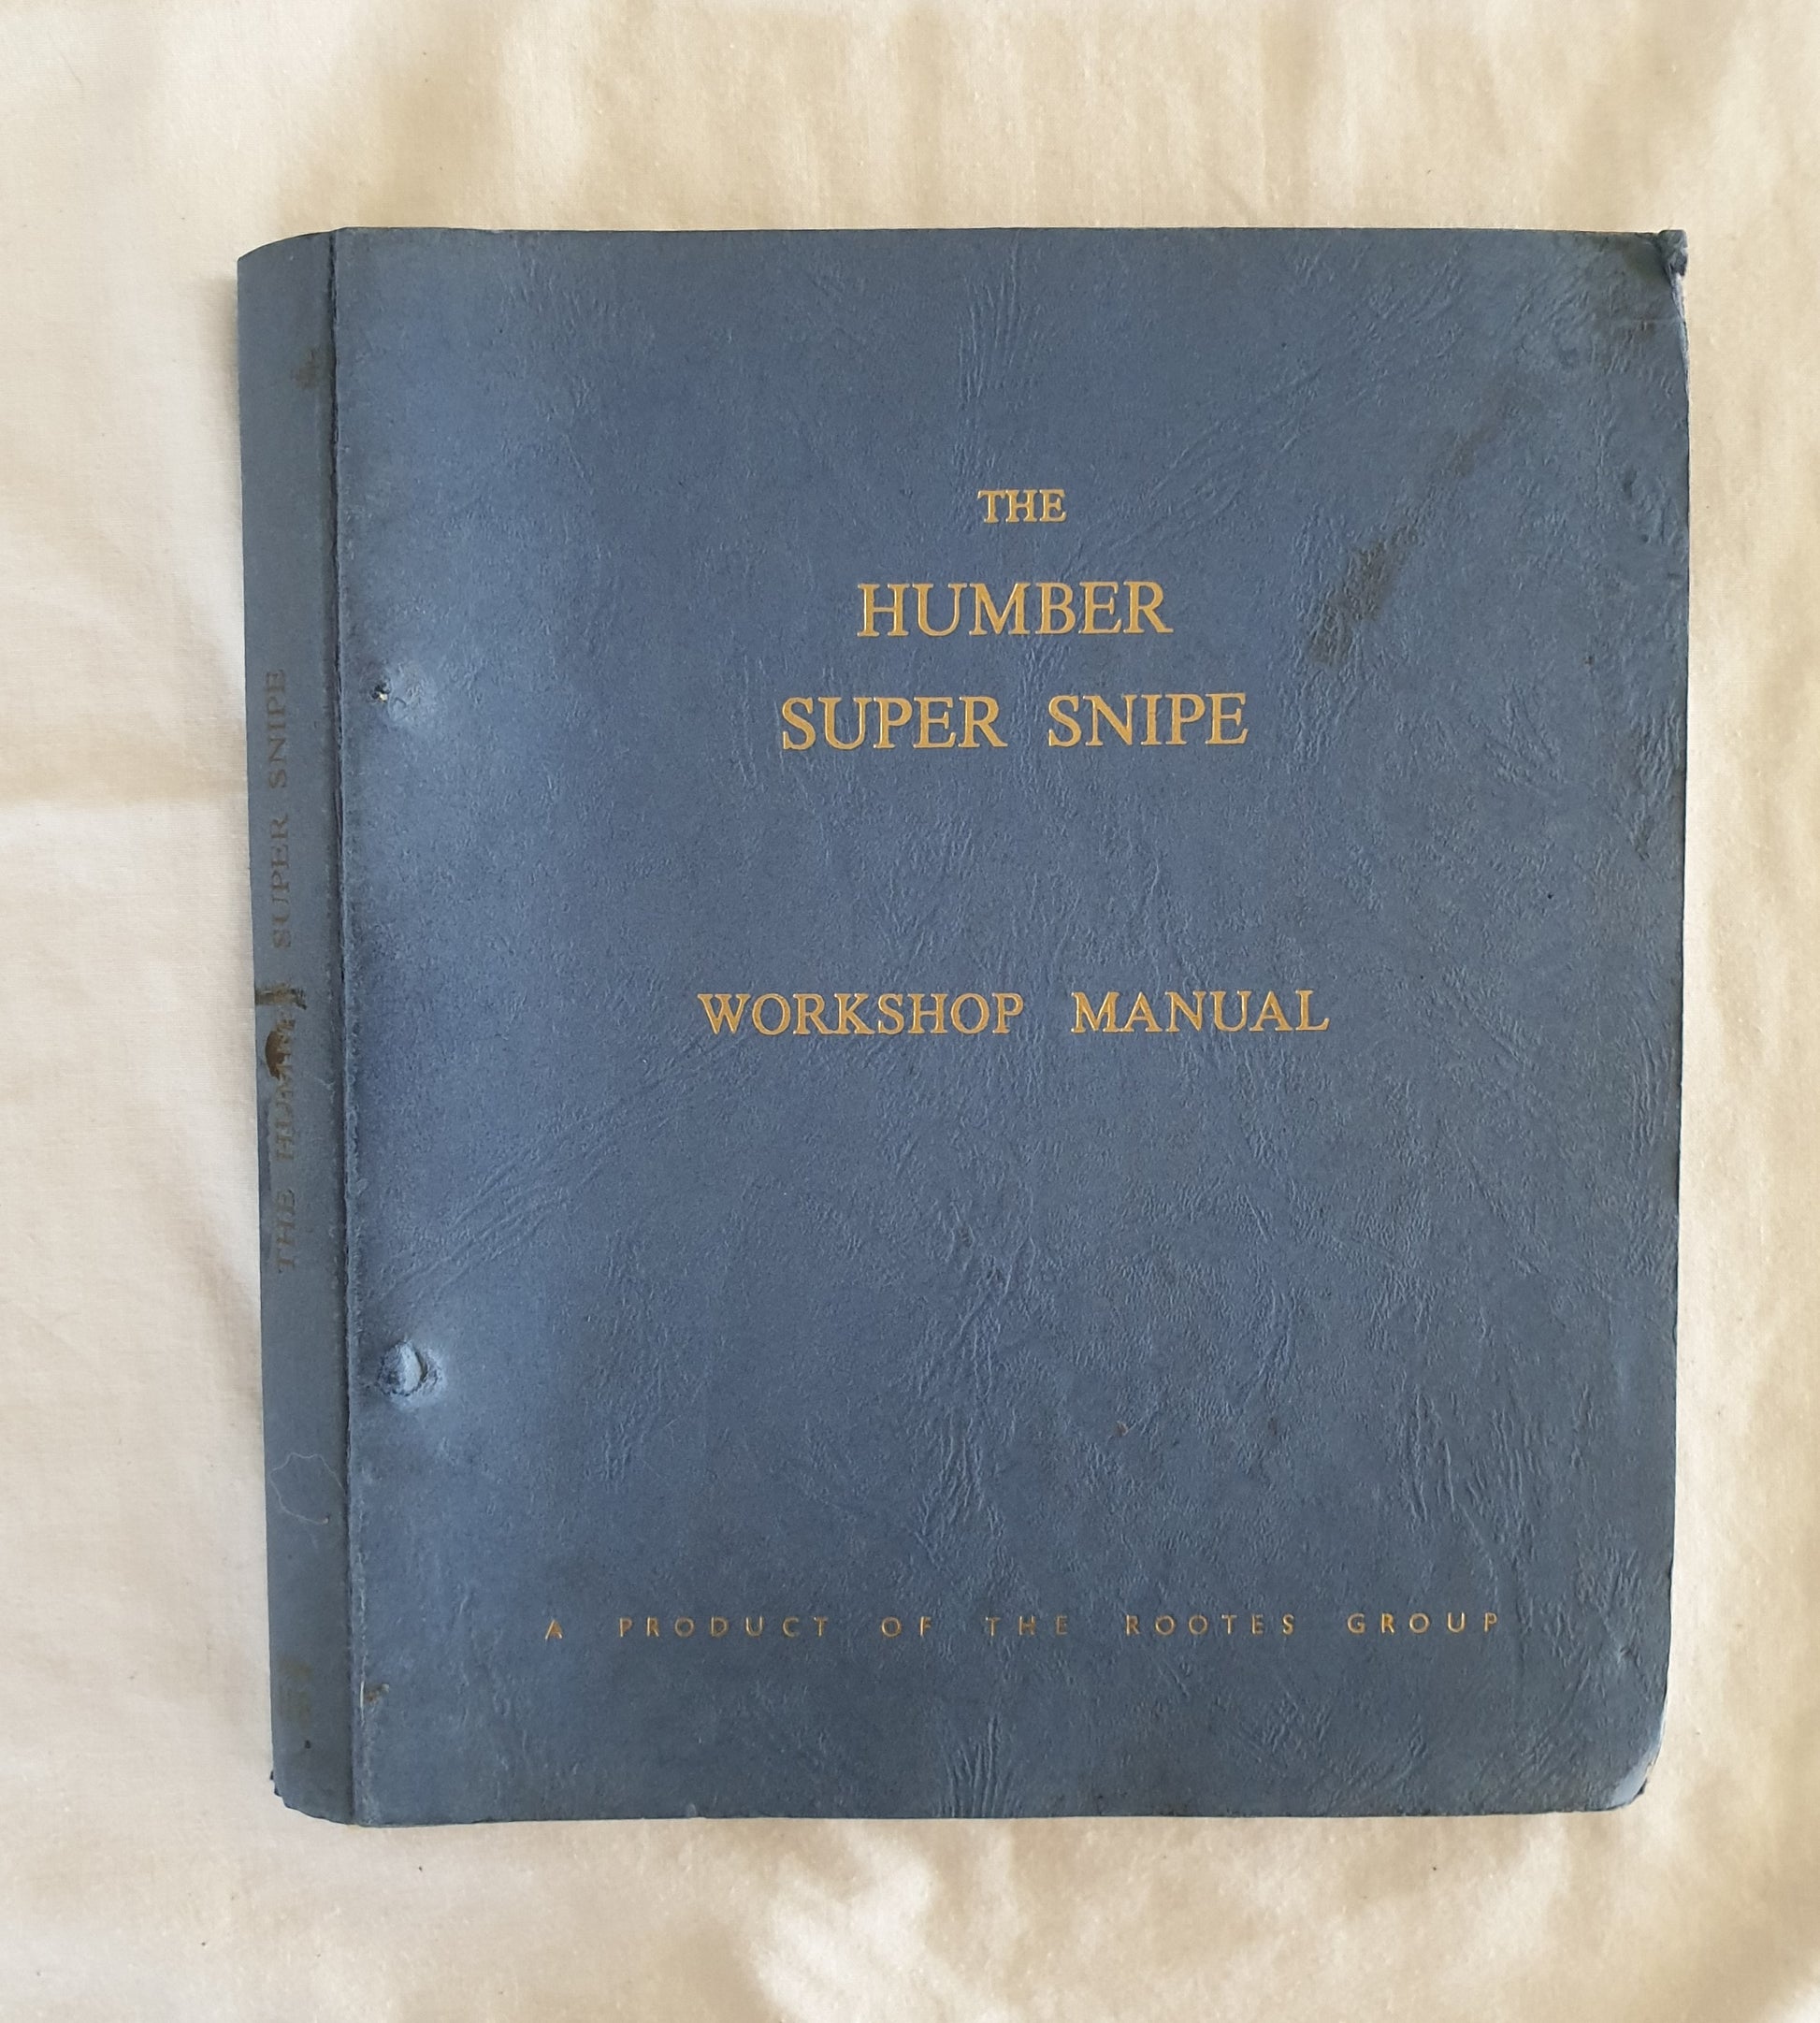 THE
HUMBER
SUPER SNIPE
WORKSHOP MANUAL
A PRODUCT OF THE ROOTES GROUP
THE HUMBER SUPER SNIPE